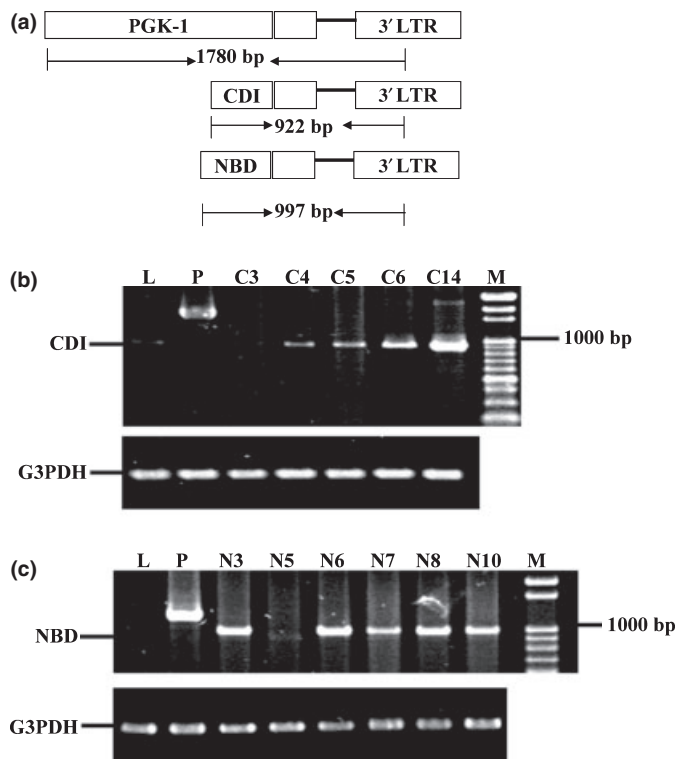 (a)
PGK-1 3′ LTR
1780 bp
CDI 3′ LTR
922 bp
NBD 3′ LTR
997 bp
(b)
L P C3 C4 C5 C6 C14 M
1000 bp
CDI
G3PDH
(c)
L P N3 N5 N6 N7 N8 N10 M
1000 bp
NBD
G3PDH